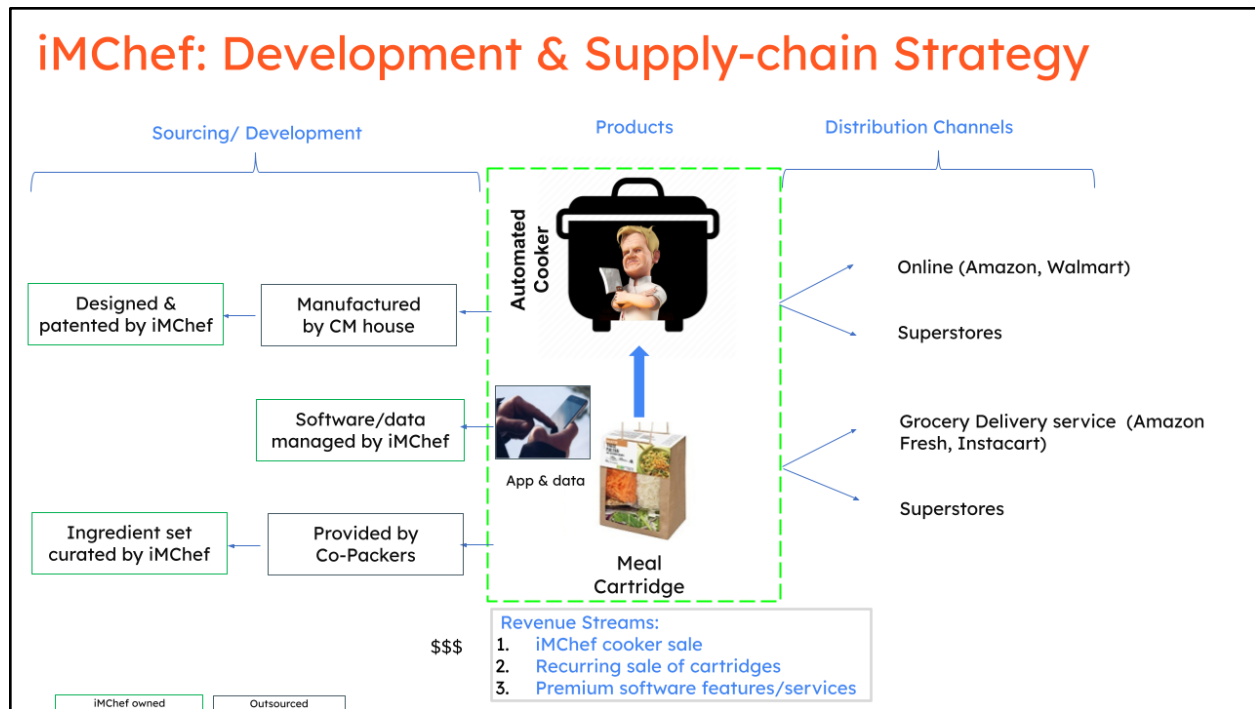 iMChef: Development & Supply-chain Strategy
Sourcing/ Development
Products
Distribution Channels
Automated
Cooker
Designed &
patented by iMChef
Manufactured
by CM house
Online (Amazon, Walmart)
Superstores
Software/data
managed by iMChef
App & data
Grocery Delivery service (Amazon
Fresh, Instacart)
Superstores
Ingredient set
curated by iMChef
Provided by
Co-Packers
Meal
Cartridge
$$$
Revenue Streams:
1. iMChef cooker sale
2. Recurring sale of cartridges
3. Premium software features/services
iMChef owned
Outsourced